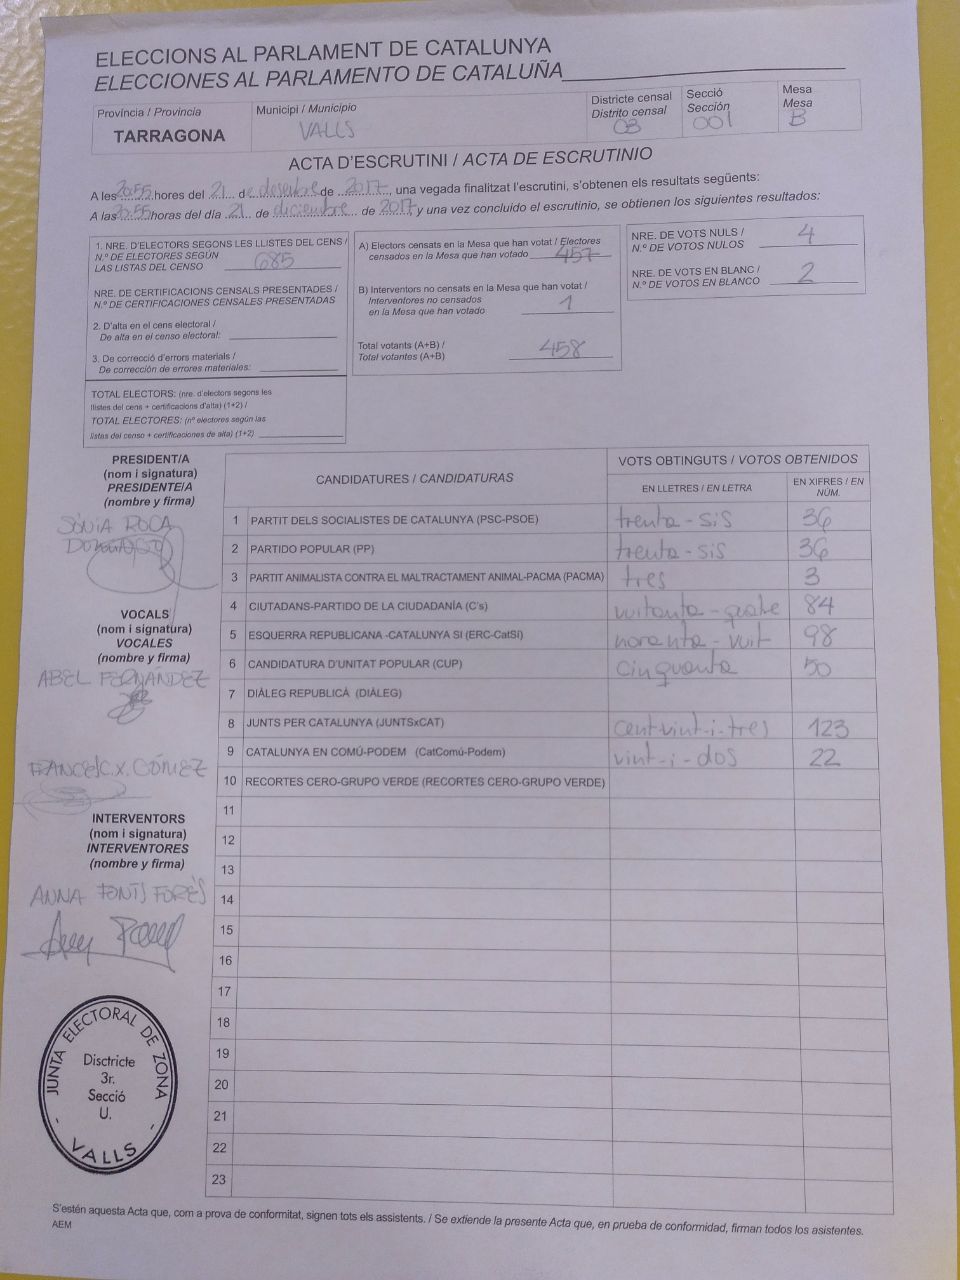 ELECCIONS AL PARLAMENT DE CATALUNYA
ELECCIONES AL PARLAMENTO DE CATALUÑA
Província / Provincia
TARRAGONA
Municipi / Municipio
VALLS
Districte censal
Distrito censal
03
Secció
Sección
001
Mesa
Mesa
B
ACTA D'ESCRUTINI / ACTA DE ESCRUTINIO
A les 20:55 hores del 21 de desembre de 2017, una vegada finalitzat l'escrutini, s'obtenen els resultats següents:
A las 20:55 horas del día 21 de diciembre de 2017 y una vez concluido el escrutinio, se obtienen los siguientes resultados:
1. NRE. D'ELECTORS SEGONS LES LLISTES DEL CENS /
N.º DE ELECTORES SEGÚN
LAS LISTAS DEL CENSO 685
NRE. DE CERTIFICACIONS CENSALS PRESENTADES /
N.º DE CERTIFICACIONES CENSALES PRESENTADAS
2. D'alta en el cens electoral /
De alta en el censo electoral:
3. De correcció d'errors materials /
De corrección de errores materiales:
TOTAL ELECTORS: (nre. d'electors segons les
llistes del cens + certificacions d'alta) (1+2) /
TOTAL ELECTORES: (nº electores según las
listas del censo + certificaciones de alta) (1+2)
A) Electors censats en la Mesa que han votat / Electores
censados en la Mesa que han votado 457
B) Interventors no censats en la Mesa que han votat /
Interventores no censados
en la Mesa que han votado 1
Total votants (A+B) /
Total votantes (A+B) 458
NRE. DE VOTS NULS /
N.º DE VOTOS NULOS 4
NRE. DE VOTS EN BLANC /
N.º DE VOTOS EN BLANCO 2
PRESIDENT/A
(nom i signatura)
PRESIDENTE/A
(nombre y firma)
SÒNIA ROCA
VOCALS
(nom i signatura)
VOCALES
(nombre y firma)
ABEL FERNÁNDEZ
FRANCESC X. GÓMEZ
INTERVENTORS
(nom i signatura)
INTERVENTORES
(nombre y firma)
ANNA FONTS FORÈS
CANDIDATURES / CANDIDATURAS
VOTS OBTINGUTS / VOTOS OBTENIDOS
EN LLETRES / EN LETRA
EN XIFRES / EN NÚM.
1 PARTIT DELS SOCIALISTES DE CATALUNYA (PSC-PSOE) trenta-sis 36
2 PARTIDO POPULAR (PP) trenta-sis 36
3 PARTIT ANIMALISTA CONTRA EL MALTRACTAMENT ANIMAL-PACMA (PACMA) tres 3
4 CIUTADANS-PARTIDO DE LA CIUDADANÍA (C's) vuitanta-quatre 84
5 ESQUERRA REPUBLICANA -CATALUNYA SI (ERC-CatSI) noranta-vuit 98
6 CANDIDATURA D'UNITAT POPULAR (CUP) cinquanta 50
7 DIÀLEG REPUBLICÀ (DIÀLEG)
8 JUNTS PER CATALUNYA (JUNTSxCAT) cent vint-i-tres 123
9 CATALUNYA EN COMÚ-PODEM (CatComú-Podem) vint-i-dos 22
10 RECORTES CERO-GRUPO VERDE (RECORTES CERO-GRUPO VERDE)
11
12
13
14
15
16
17
18
19
20
21
22
23
JUNTA ELECTORAL DE ZONA
Disctricte
3r.
Secció
U.
- VALLS -
S'estén aquesta Acta que, com a prova de conformitat, signen tots els assistents. / Se extiende la presente Acta que, en prueba de conformidad, firman todos los asistentes.
AEM